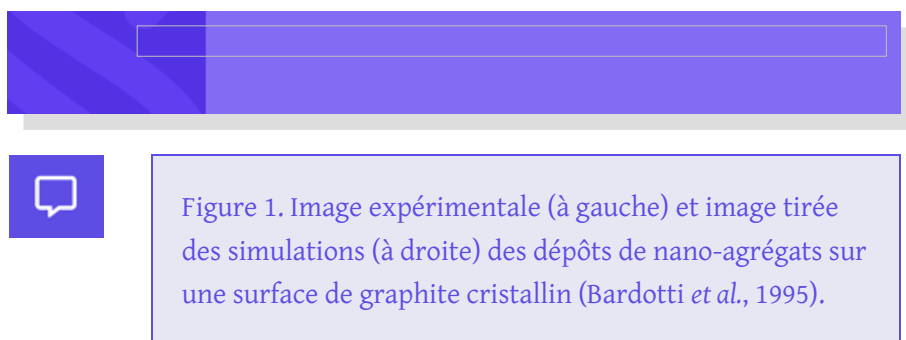 Figure 1. Image expérimentale (à gauche) et image tirée
des simulations (à droite) des dépôts de nano-agrégats sur
une surface de graphite cristallin (Bardotti et al., 1995).